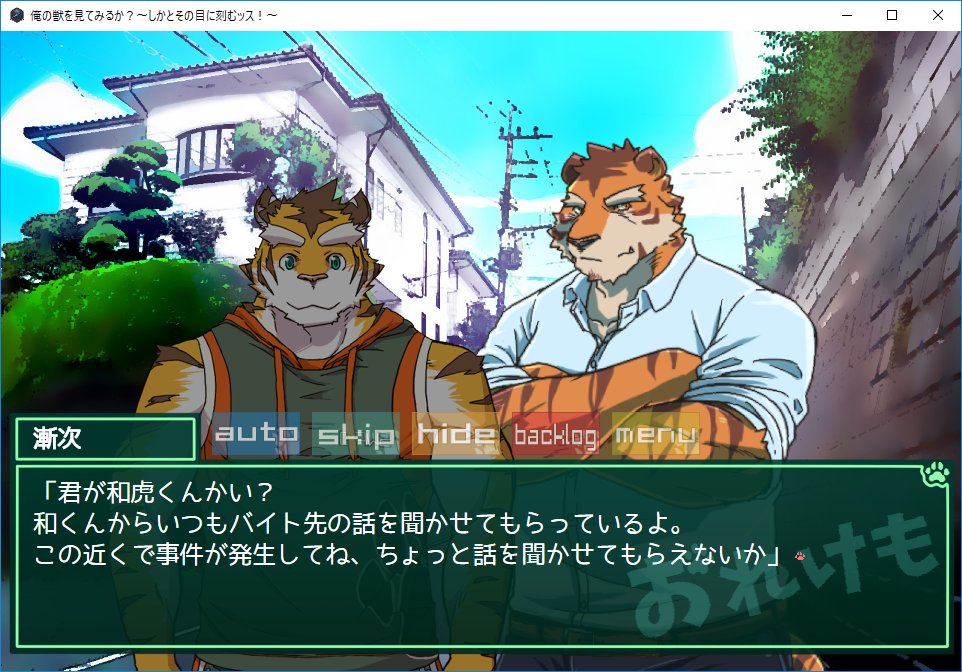 俺の獣を見てみるか？～しかとその目に刻むッス！～
漸次
auto skip hide backlog menu
「君が和虎くんかい？
和くんからいつもバイト先の話を聞かせてもらっているよ。
この近くで事件が発生してね、ちょっと話を聞かせてもらえないか」
おれけも